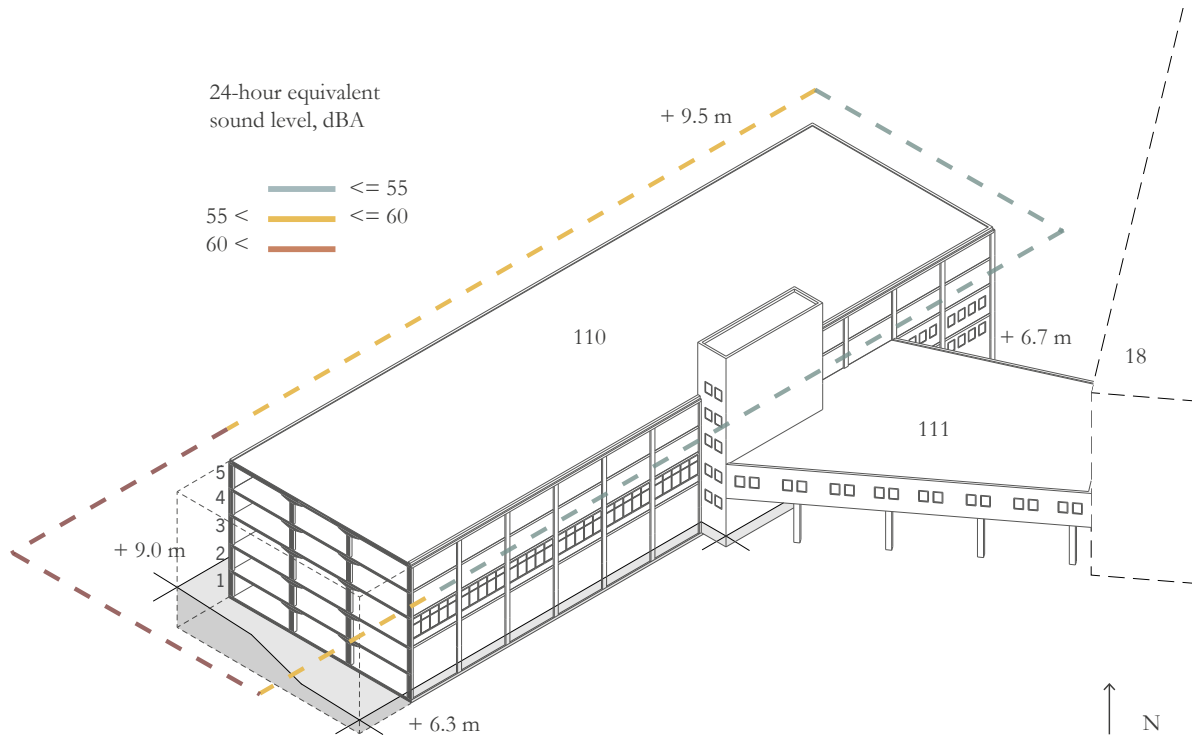 24-hour equivalent
sound level, dBA
<= 55
55 < <= 60
60 <
+ 9.5 m
110
+ 6.7 m
18
111
5
4
3
2
1
+ 9.0 m
+ 6.3 m
N